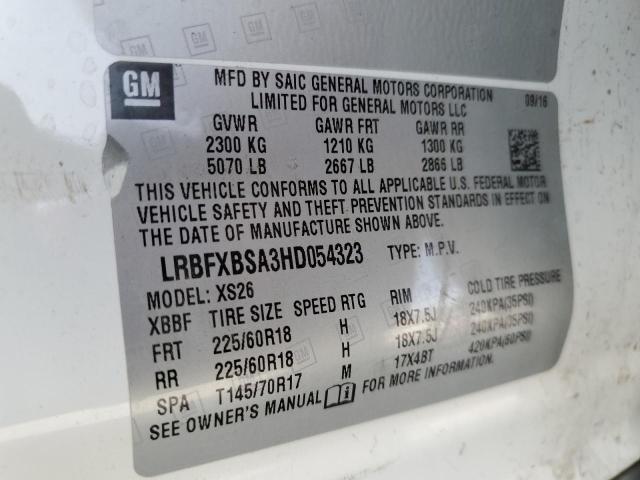 GM
MFD BY SAIC GENERAL MOTORS CORPORATION
LIMITED FOR GENERAL MOTORS LLC 09/16
GVWR GAWR FRT GAWR RR
2300 KG 1210 KG 1300 KG
5070 LB 2667 LB 2866 LB
THIS VEHICLE CONFORMS TO ALL APPLICABLE U.S. FEDERAL MOTOR
VEHICLE SAFETY AND THEFT PREVENTION STANDARDS IN EFFECT ON
THE DATE OF MANUFACTURE SHOWN ABOVE.
LRBFXBSA3HD054323 TYPE: M.P.V.
MODEL: XS26
XBBF TIRE SIZE SPEED RTG RIM COLD TIRE PRESSURE
FRT 225/60R18 H 18X7.5J 240KPA(35PSI)
RR 225/60R18 H 18X7.5J 240KPA(35PSI)
SPA T145/70R17 M 17X4BT 420KPA(60PSI)
SEE OWNER'S MANUAL FOR MORE INFORMATION.